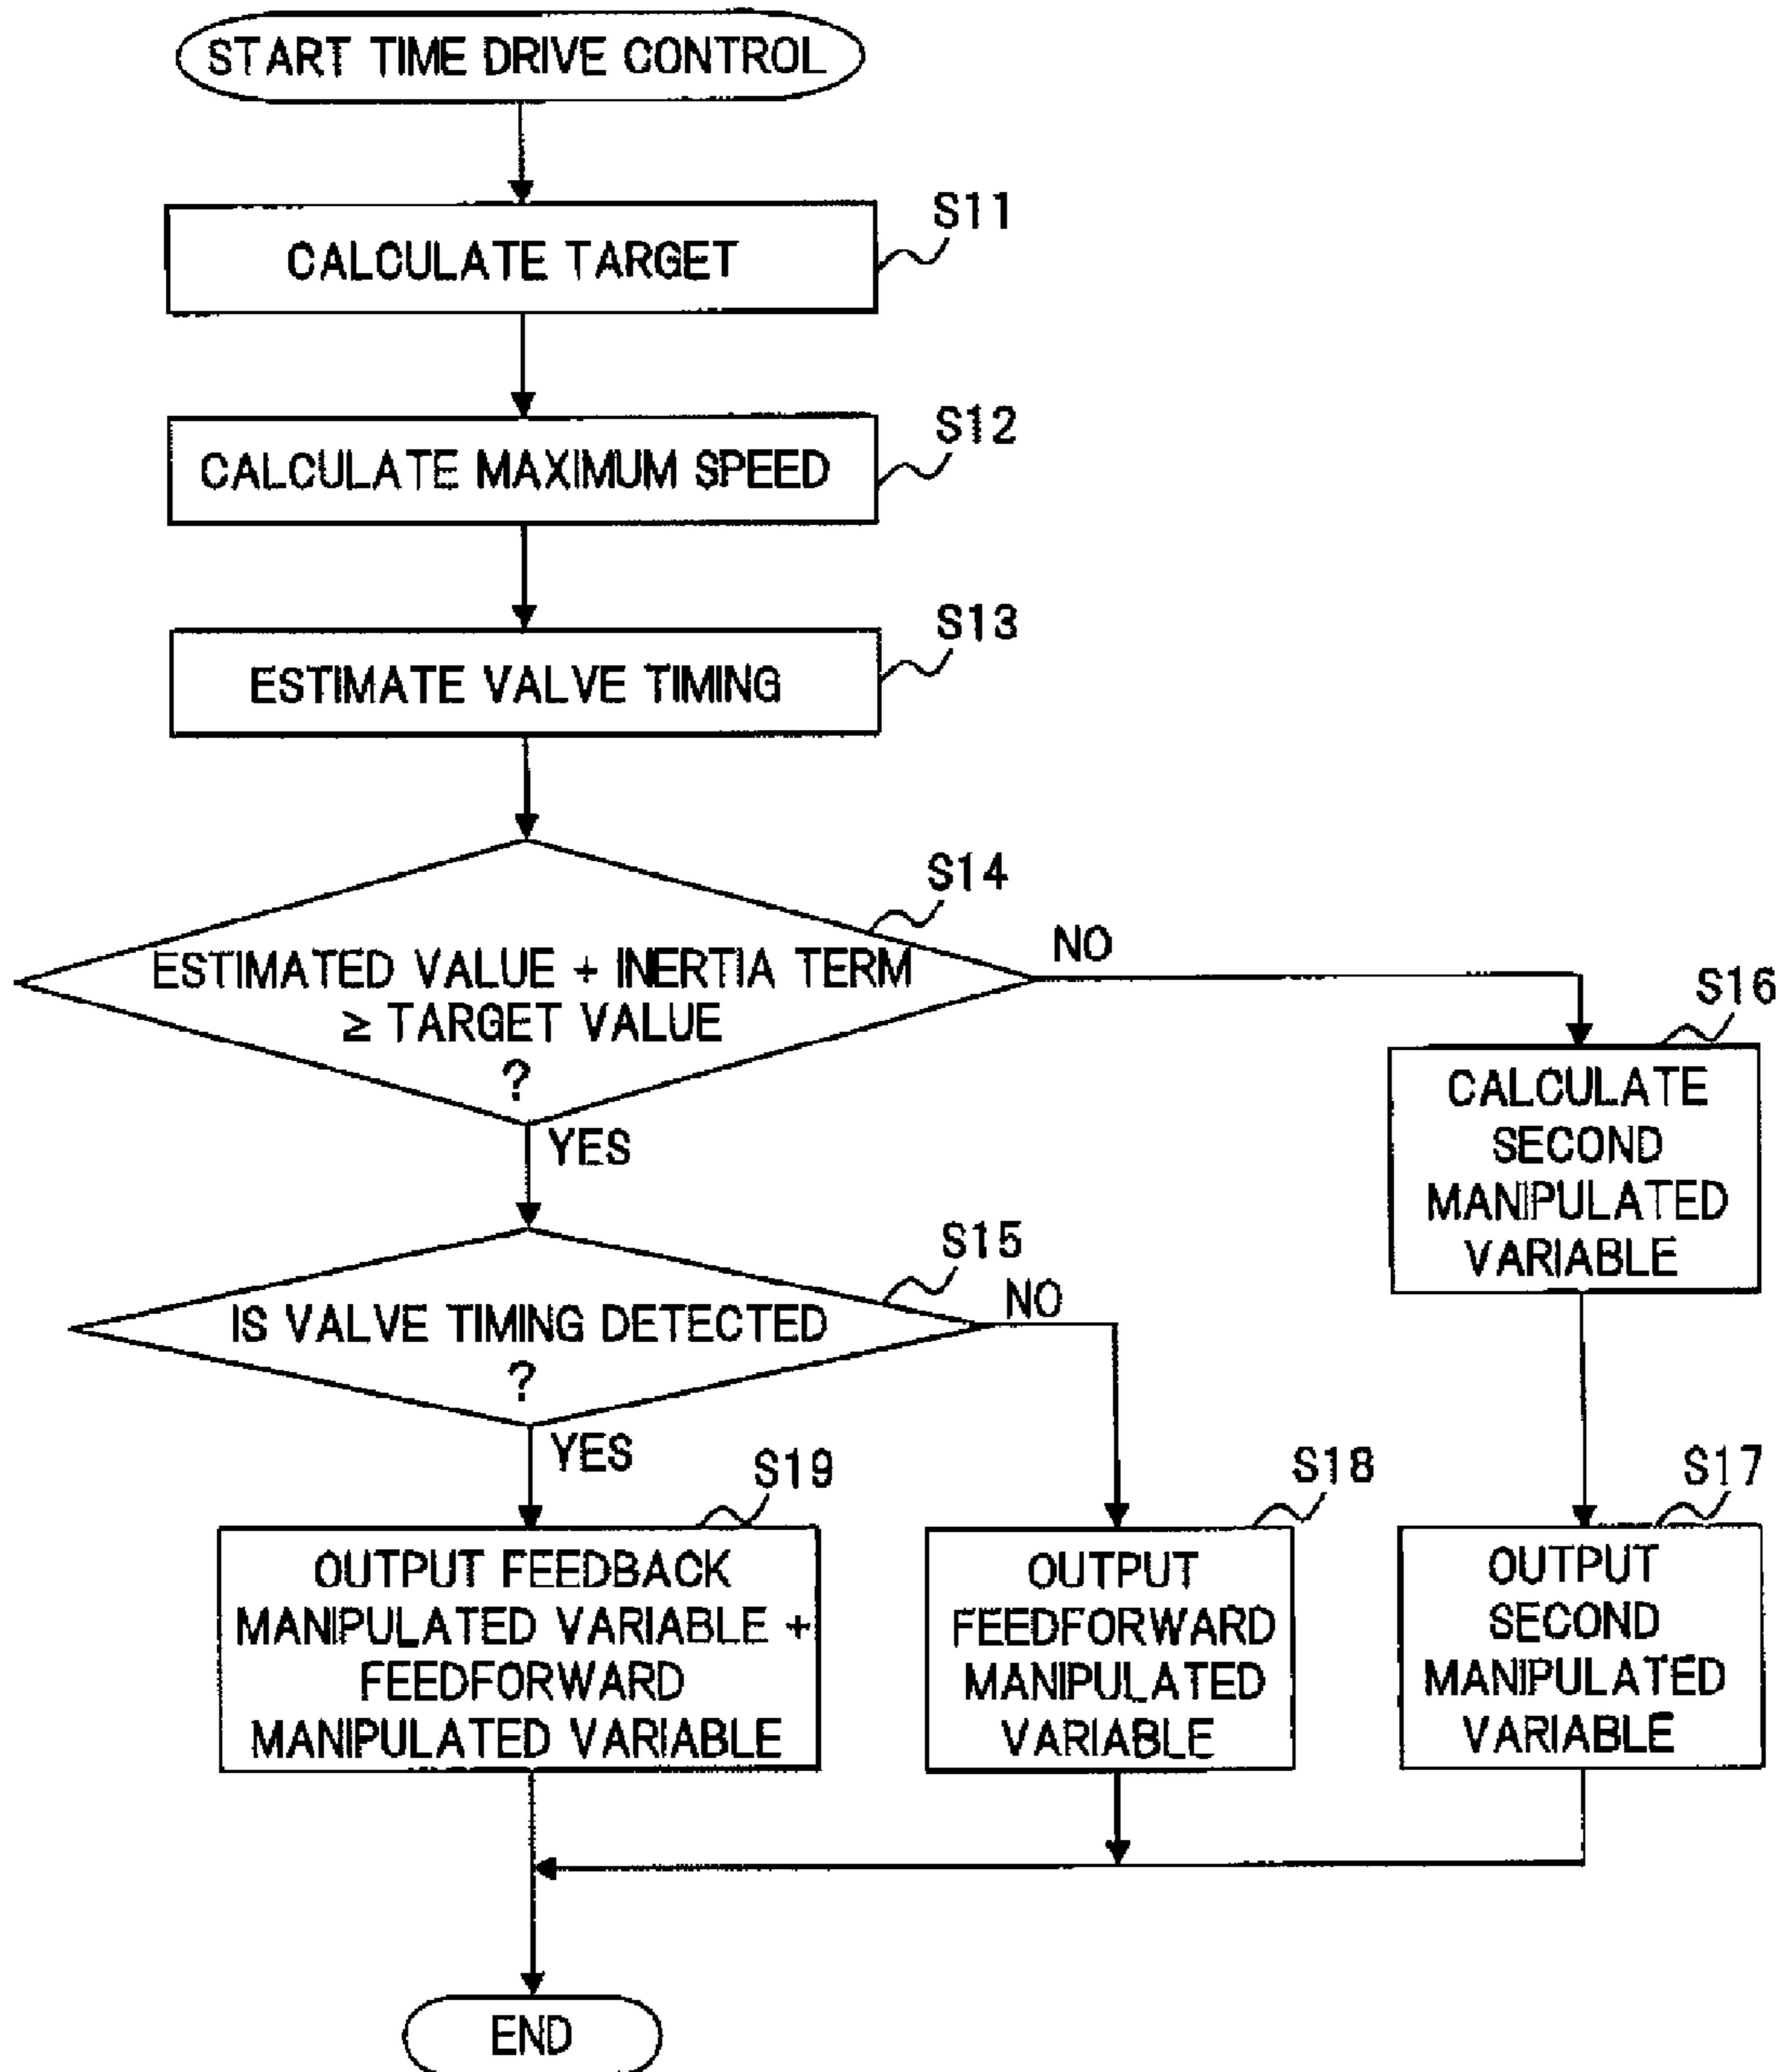 START TIME DRIVE CONTROL
S11
CALCULATE TARGET
S12
CALCULATE MAXIMUM SPEED
S13
ESTIMATE VALVE TIMING
S14
ESTIMATED VALUE + INERTIA TERM
≥ TARGET VALUE
?
NO
YES
S16
CALCULATE
SECOND
MANIPULATED
VARIABLE
S15
IS VALVE TIMING DETECTED
?
NO
YES
S19
OUTPUT FEEDBACK
MANIPULATED VARIABLE +
FEEDFORWARD
MANIPULATED VARIABLE
S18
OUTPUT
FEEDFORWARD
MANIPULATED
VARIABLE
S17
OUTPUT
SECOND
MANIPULATED
VARIABLE
END